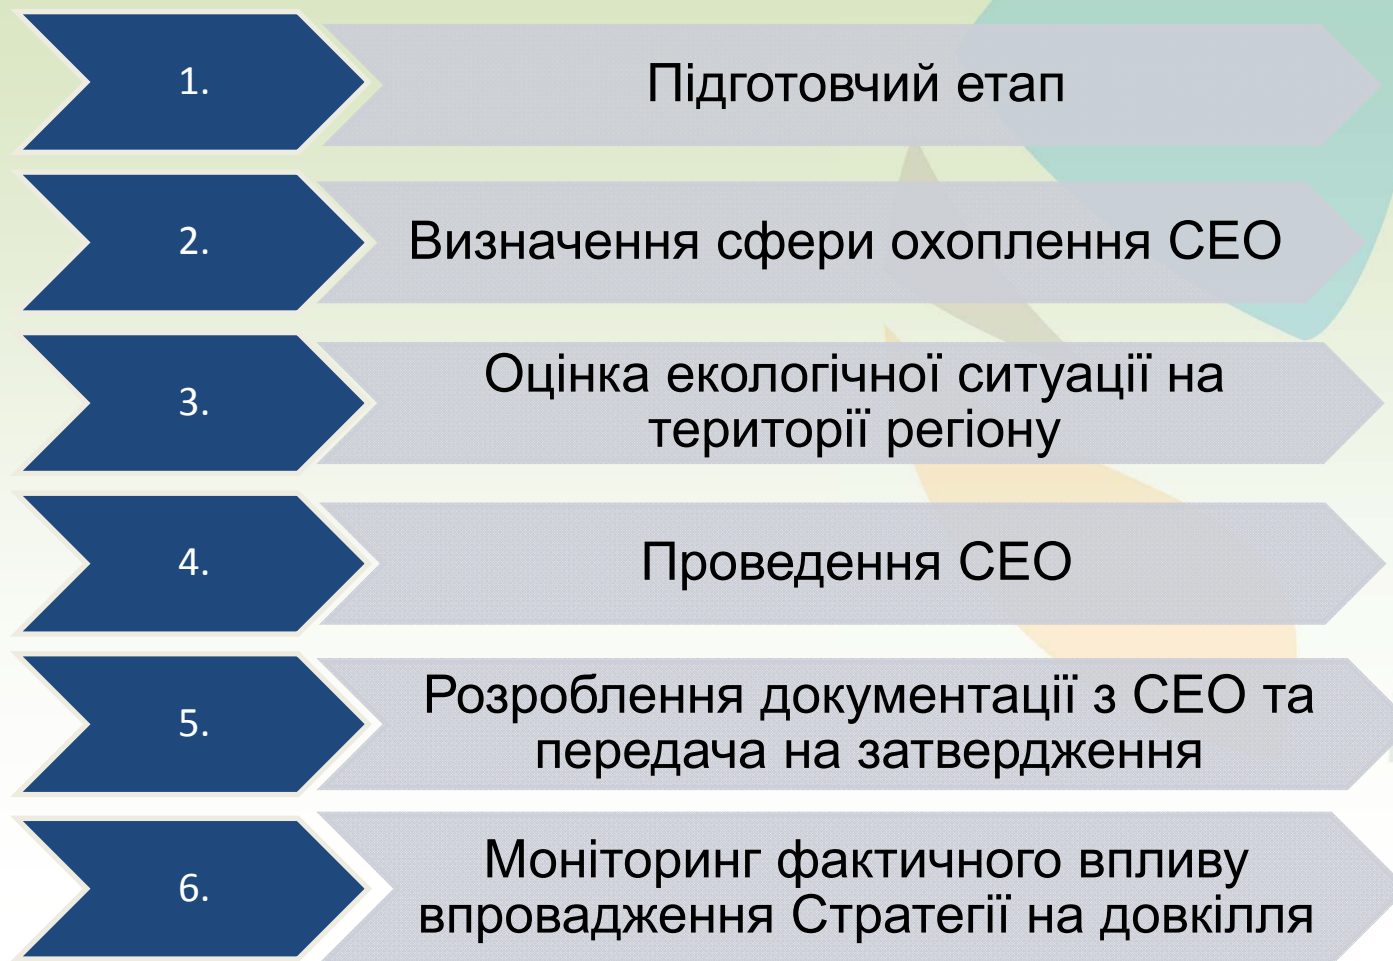 1.
Підготовчий етап
2.
Визначення сфери охоплення СЕО
3.
Оцінка екологічної ситуації на
території регіону
4.
Проведення СЕО
5.
Розроблення документації з СЕО та
передача на затвердження
6.
Моніторинг фактичного впливу
впровадження Стратегії на довкілля